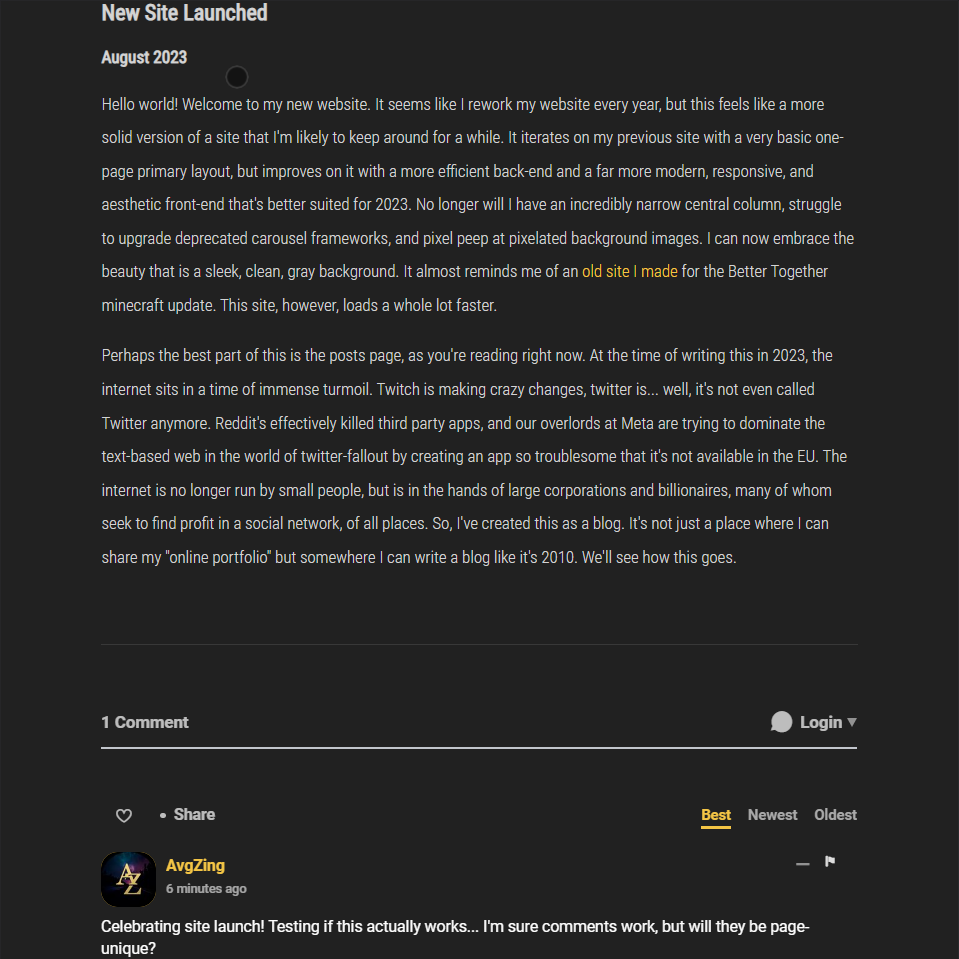 New Site Launched
August 2023
Hello world! Welcome to my new website. It seems like I rework my website every year, but this feels like a more
solid version of a site that I'm likely to keep around for a while. It iterates on my previous site with a very basic one-
page primary layout, but improves on it with a more efficient back-end and a far more modern, responsive, and
aesthetic front-end that's better suited for 2023. No longer will I have an incredibly narrow central column, struggle
to upgrade deprecated carousel frameworks, and pixel peep at pixelated background images. I can now embrace the
beauty that is a sleek, clean, gray background. It almost reminds me of an old site I made for the Better Together
minecraft update. This site, however, loads a whole lot faster.
Perhaps the best part of this is the posts page, as you're reading right now. At the time of writing this in 2023, the
internet sits in a time of immense turmoil. Twitch is making crazy changes, twitter is... well, it's not even called
Twitter anymore. Reddit's effectively killed third party apps, and our overlords at Meta are trying to dominate the
text-based web in the world of twitter-fallout by creating an app so troublesome that it's not available in the EU. The
internet is no longer run by small people, but is in the hands of large corporations and billionaires, many of whom
seek to find profit in a social network, of all places. So, I've created this as a blog. It's not just a place where I can
share my "online portfolio" but somewhere I can write a blog like it's 2010. We'll see how this goes.
1 Comment
Login
• Share
Best Newest Oldest
AZ
AvgZing
6 minutes ago
Celebrating site launch! Testing if this actually works... I'm sure comments work, but will they be page-
unique?